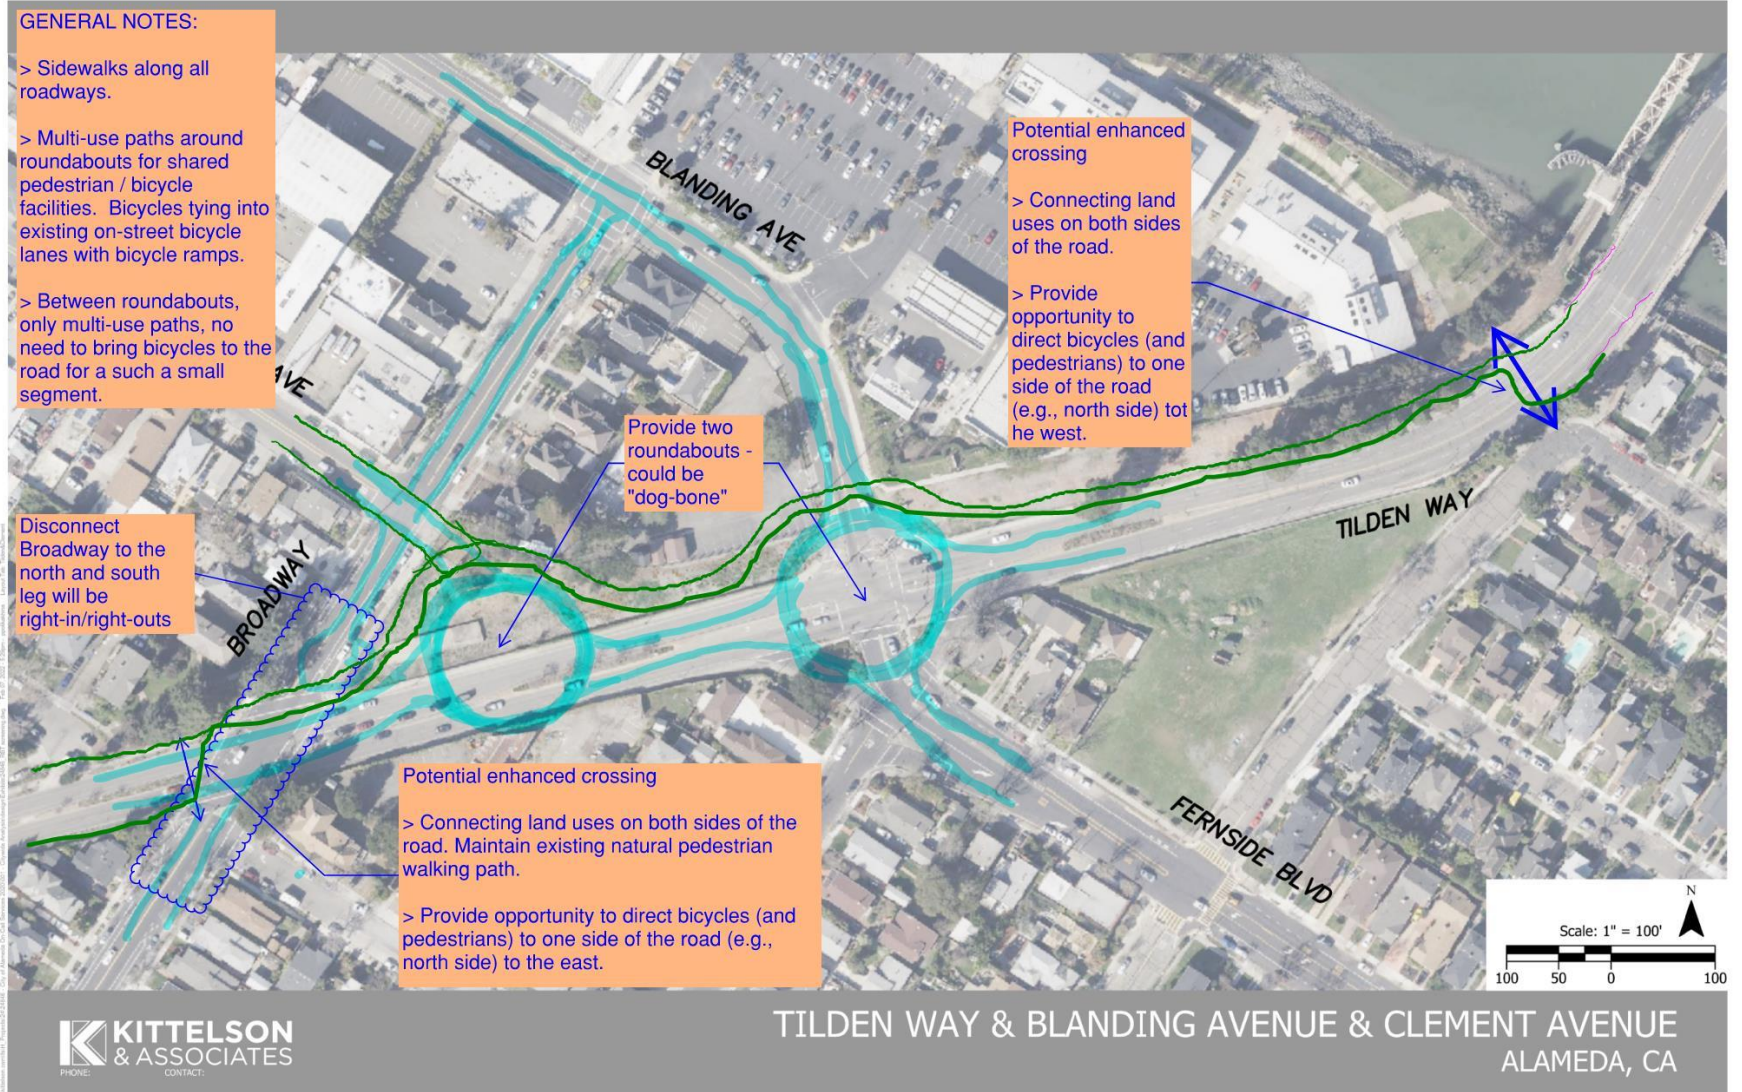 GENERAL NOTES:
> Sidewalks along all
roadways.
> Multi-use paths around
roundabouts for shared
pedestrian / bicycle
facilities.  Bicycles tying into
existing on-street bicycle
lanes with bicycle ramps.
> Between roundabouts,
only multi-use paths, no
need to bring bicycles to the
road for a such a small
segment.
AVE
BLANDING AVE
Potential enhanced
crossing
> Connecting land
uses on both sides
of the road.
> Provide
opportunity to
direct bicycles (and
pedestrians) to one
side of the road
(e.g., north side) tot
he west.
Provide two
roundabouts -
could be
"dog-bone"
Disconnect
Broadway to the
north and south
leg will be
right-in/right-outs
BROADWAY
TILDEN WAY
Potential enhanced crossing
> Connecting land uses on both sides of the
road. Maintain existing natural pedestrian
walking path.
> Provide opportunity to direct bicycles (and
pedestrians) to one side of the road (e.g.,
north side) to the east.
FERNSIDE BLVD
N
Scale: 1" = 100'
100 50 0 100
KITTELSON
& ASSOCIATES
PHONE: CONTACT:
TILDEN WAY & BLANDING AVENUE & CLEMENT AVENUE
ALAMEDA, CA